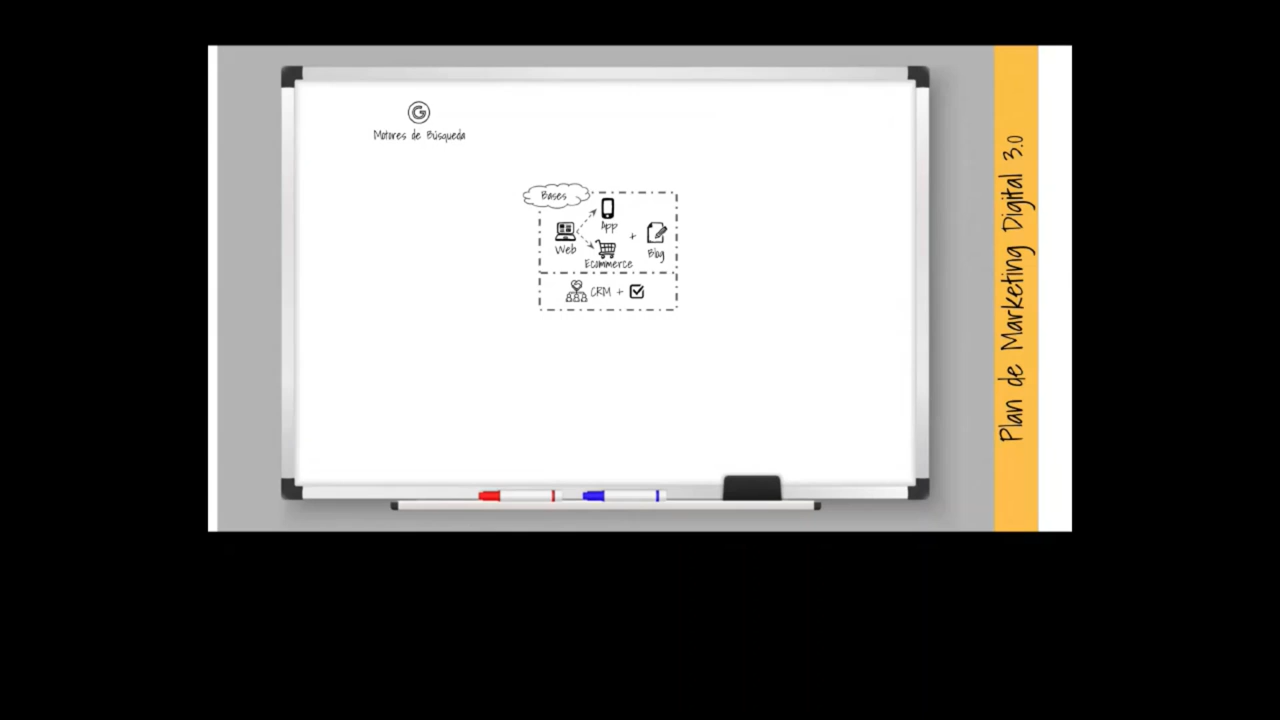 G
Motores de Búsqueda
Bases
App
Web
+
Blog
Ecommerce
CRM +
Plan de Marketing Digital 3.0